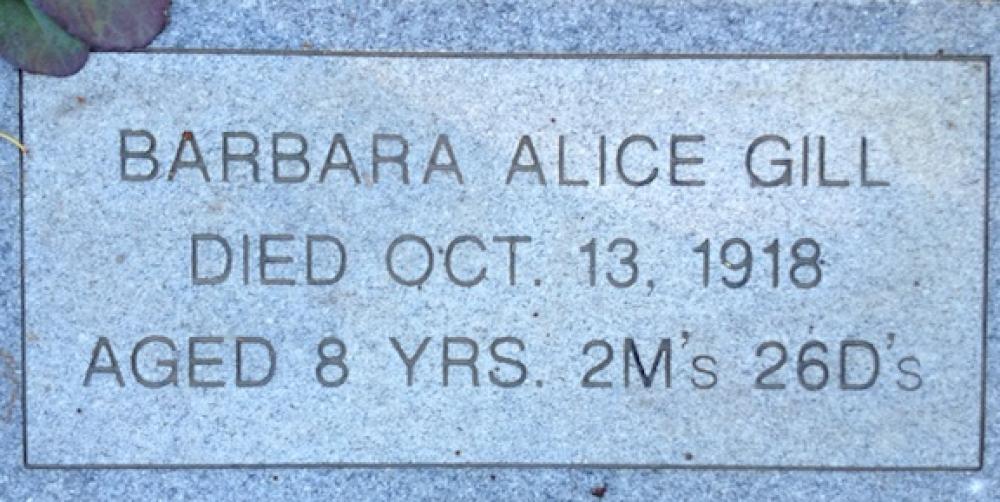 BARBARA ALICE GILL
DIED OCT. 13, 1918
AGED 8 YRS. 2M's 26D's